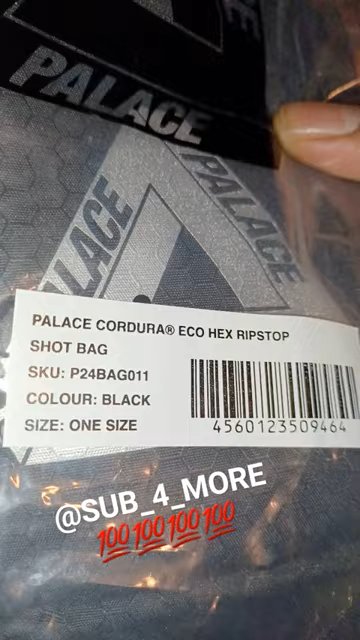 PALACE
PALACE
PALACE
PALACE CORDURA® ECO HEX RIPSTOP
SHOT BAG
SKU: P24BAG011
COLOUR: BLACK
SIZE: ONE SIZE
4560123509464
@SUB_4_MORE
💯💯💯💯